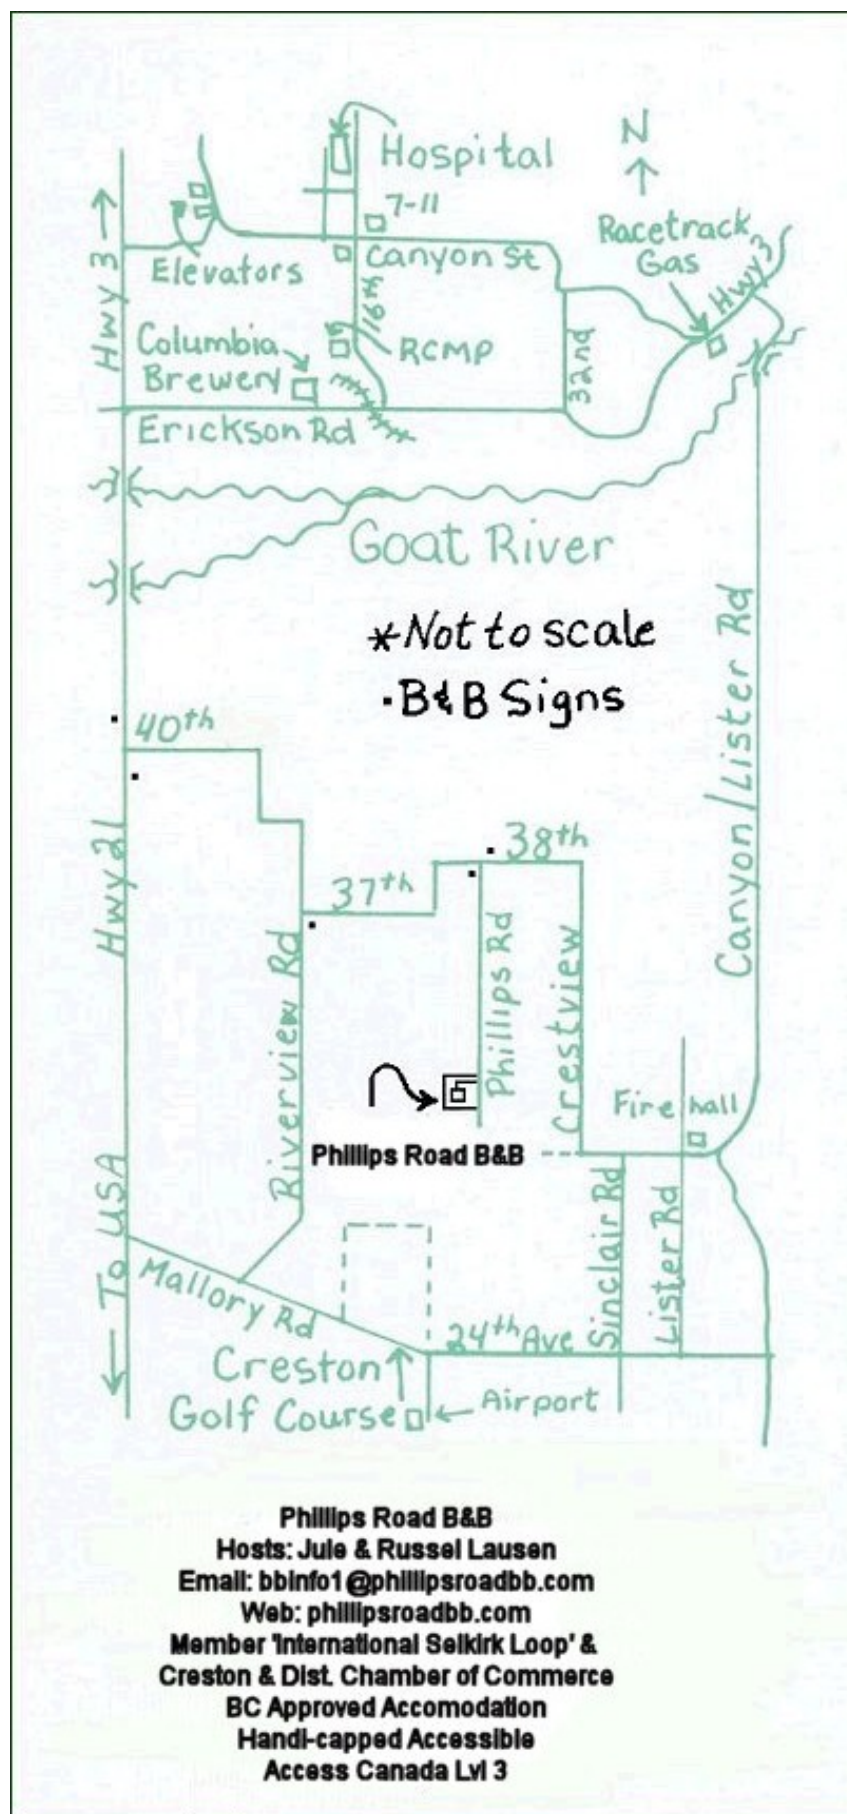 Hospital
N
7-11
Racetrack
Gas
Hwy 3
Canyon St
Elevators
Hwy 3
16th
RCMP
Columbia
Brewery
32nd
Erickson Rd
Goat River
*Not to scale
· B&B Signs
Canyon/Lister Rd
40th
Hwy 21
38th
37th
Riverview Rd
Phillips Rd
Crestview
Fire hall
Phillips Road B&B
To USA
Sinclair Rd
Lister Rd
Mallory Rd
24th Ave
Creston
Golf Course
Airport
Phillips Road B&B
Hosts: Jule & Russel Lausen
Email: bbinfo1@phillipsroadbb.com
Web: phillipsroadbb.com
Member 'International Selkirk Loop' &
Creston & Dist. Chamber of Commerce
BC Approved Accomodation
Handi-capped Accessible
Access Canada Lvl 3